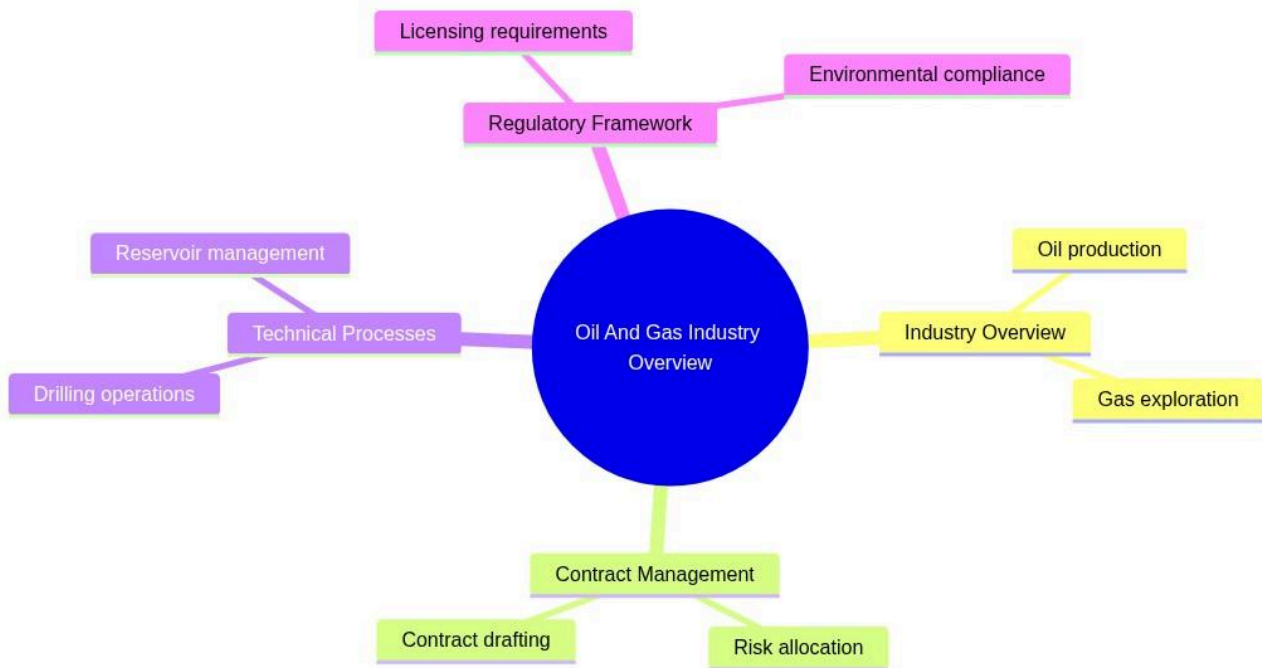 Licensing requirements
Environmental compliance
Regulatory Framework
Reservoir management
Oil production
Technical Processes
Oil And Gas Industry
Overview
Industry Overview
Drilling operations
Gas exploration
Contract Management
Contract drafting
Risk allocation